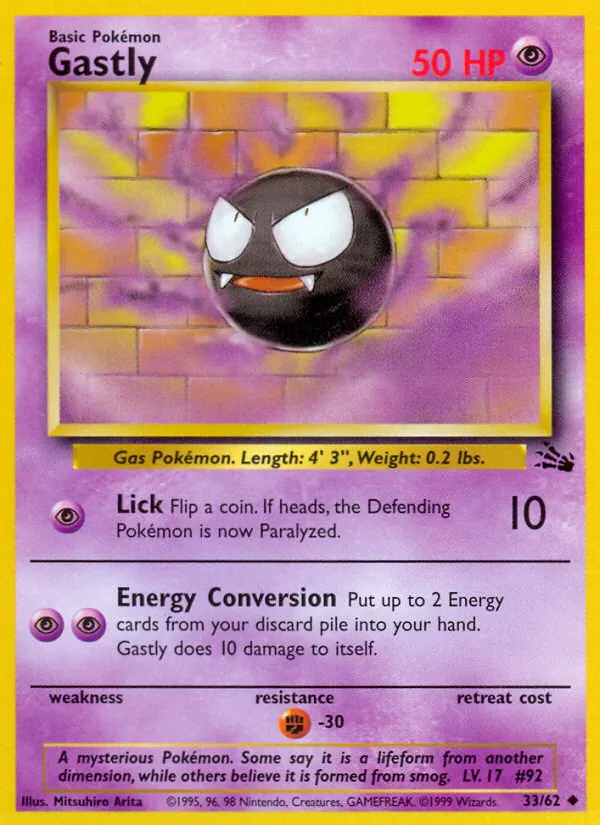 Basic Pokémon
Gastly
50 HP
Gas Pokémon. Length: 4' 3", Weight: 0.2 lbs.
Lick Flip a coin. If heads, the Defending
Pokémon is now Paralyzed.
10
Energy Conversion Put up to 2 Energy
cards from your discard pile into your hand.
Gastly does 10 damage to itself.
weakness resistance retreat cost
-30
A mysterious Pokémon. Some say it is a lifeform from another
dimension, while others believe it is formed from smog. LV. 17 #92
Illus. Mitsuhiro Arita ©1995, 96, 98 Nintendo, Creatures, GAMEFREAK. ©1999 Wizards. 33/62